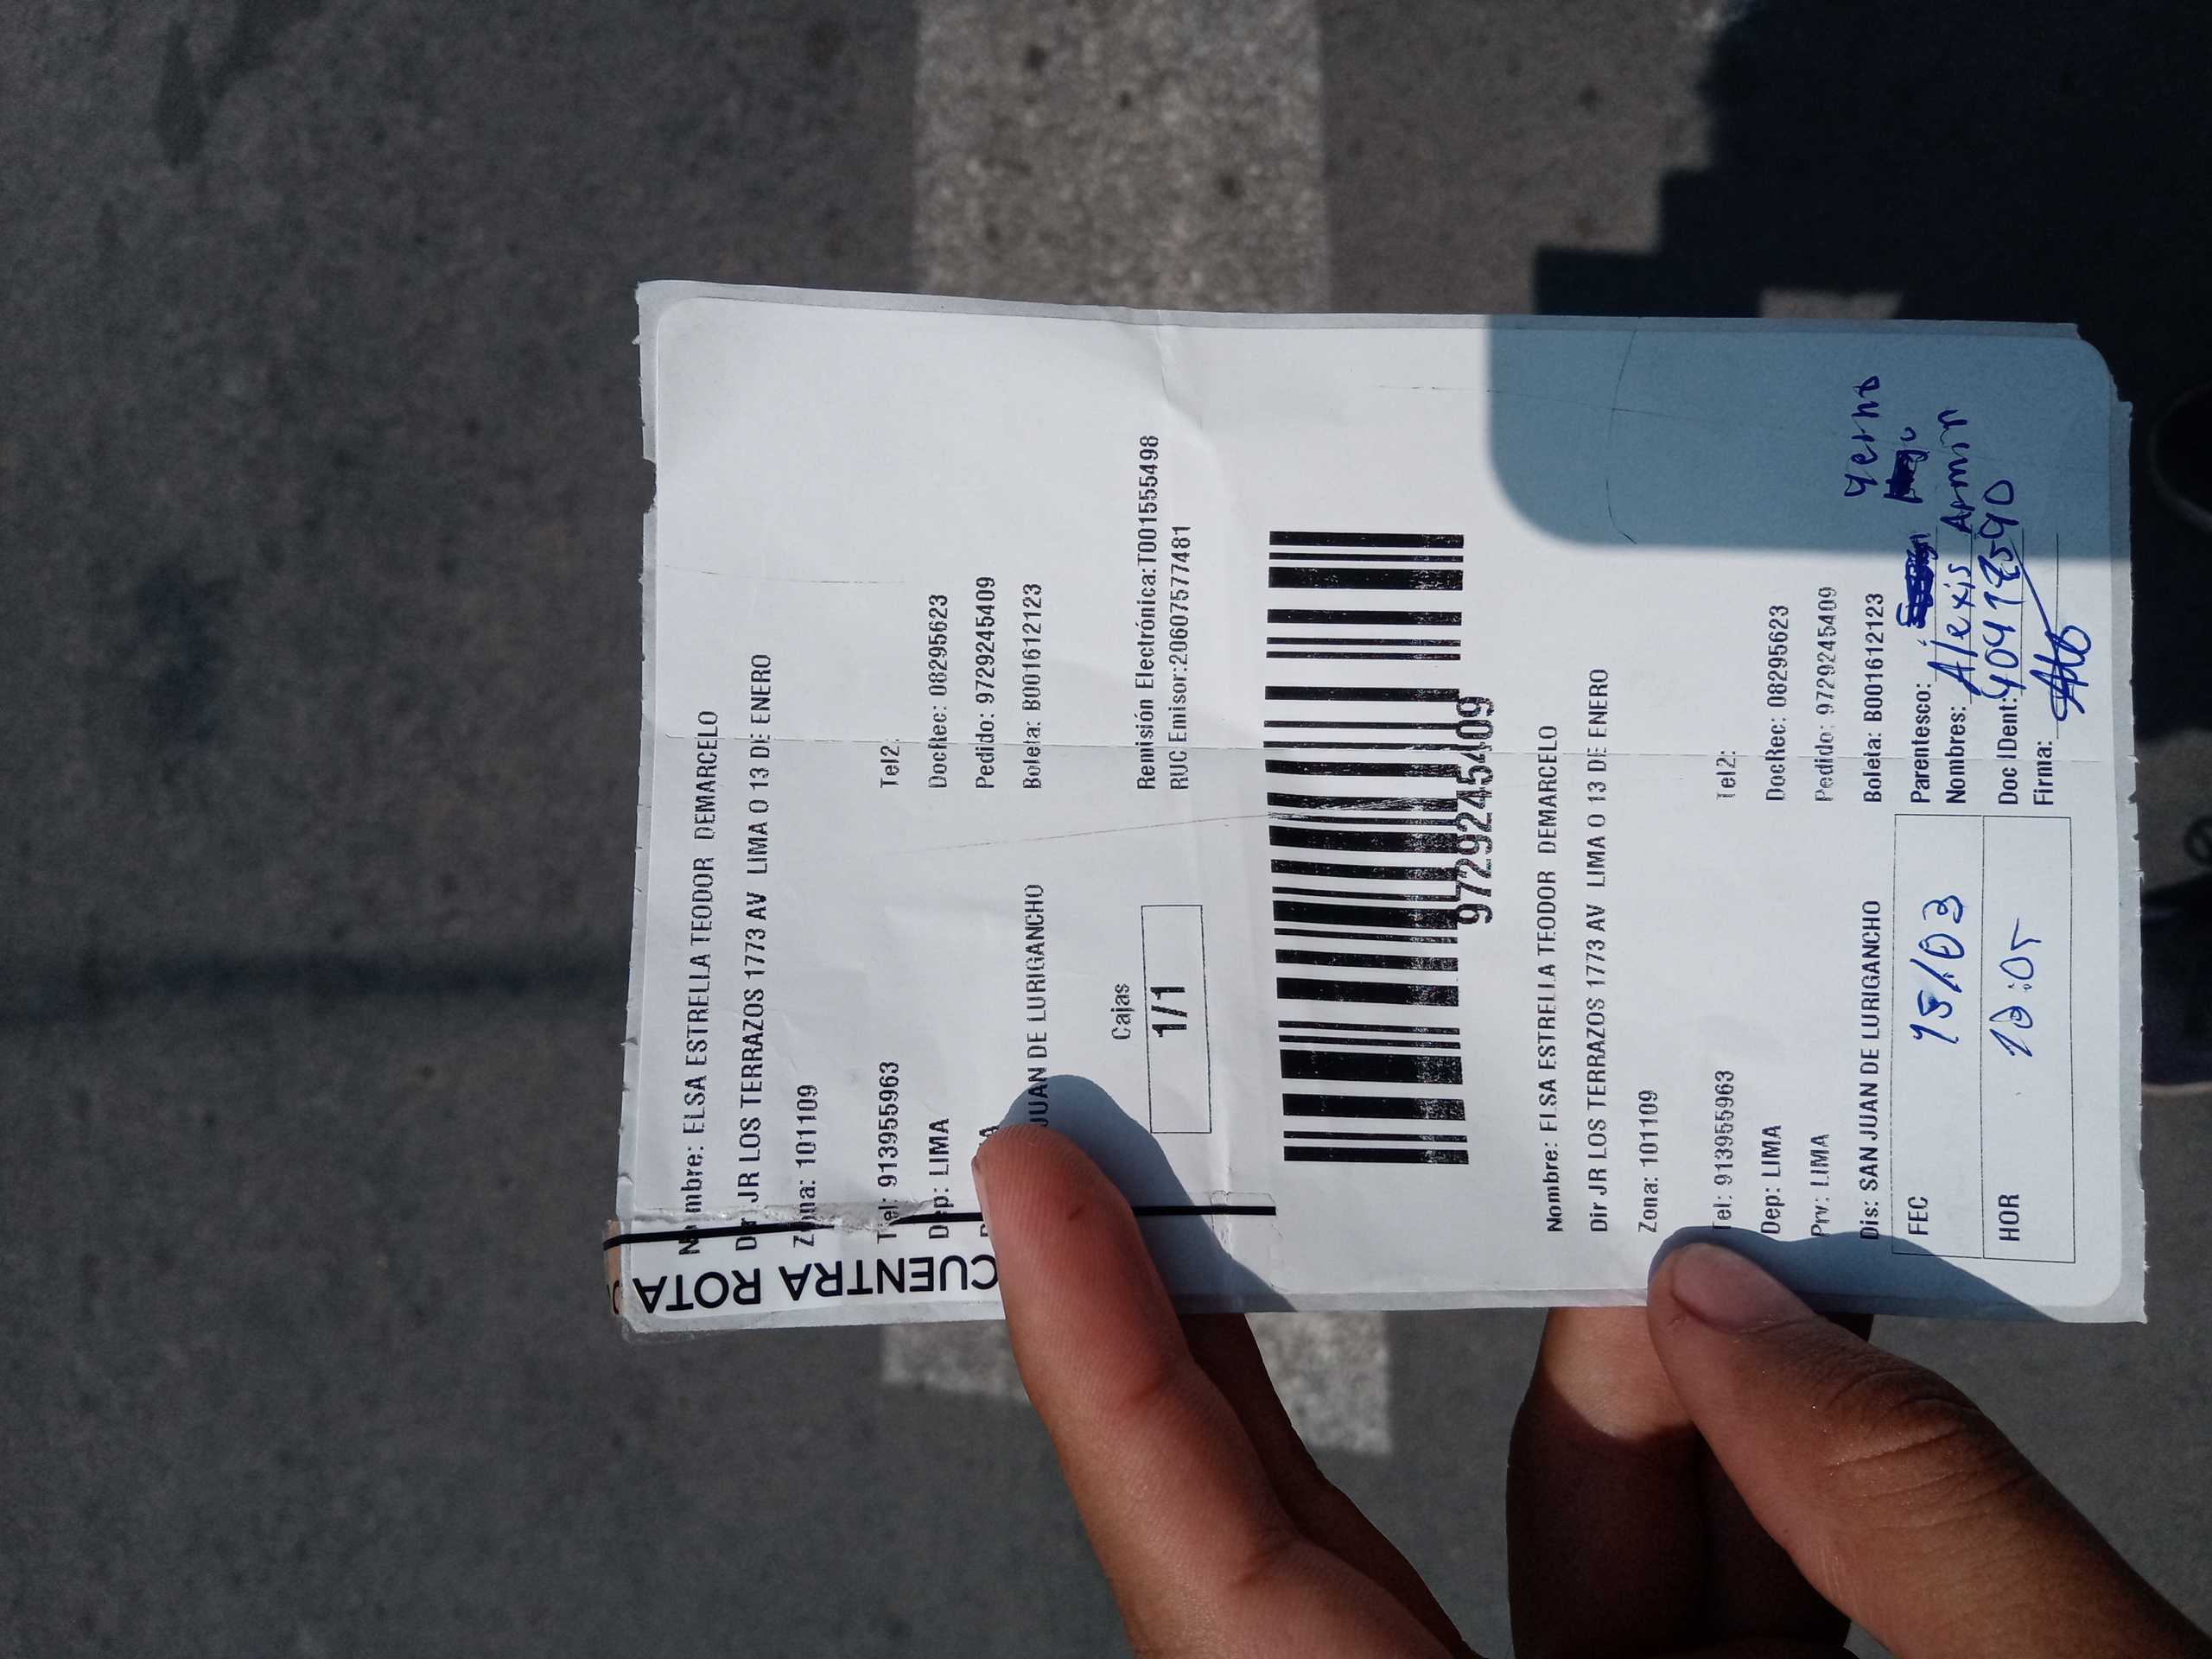 CUENTRA ROTA
Nombre: ELSA ESTRELLA TEODOR DEMARCELO
Dir JR LOS TERRAZOS 1773 AV LIMA O 13 DE ENERO
Zona: 101109
Tel: 913955963 Tel2:
Dep: LIMA DocRec: 08295623
Pedido: 9729245409
JUAN DE LURIGANCHO Boleta: B001612123
Cajas
1/1
Remisión Electrónica:T001555498
RUC Emisor:20607577481
9729245409
Nombre: ELSA ESTRELLA TEODOR DEMARCELO
Dir JR LOS TERRAZOS 1773 AV LIMA O 13 DE ENERO
Zona: 101109
Tel: 913955963 Tel2:
Dep: LIMA DocRec: 08295623
Prv: LIMA Pedido: 9729245409
Dis: SAN JUAN DE LURIGANCHO Boleta: B001612123
FEC 15/03 Parentesco: Yerno
Nombres: Alexis
HOR 10:05 Doc IDent:
Firma: